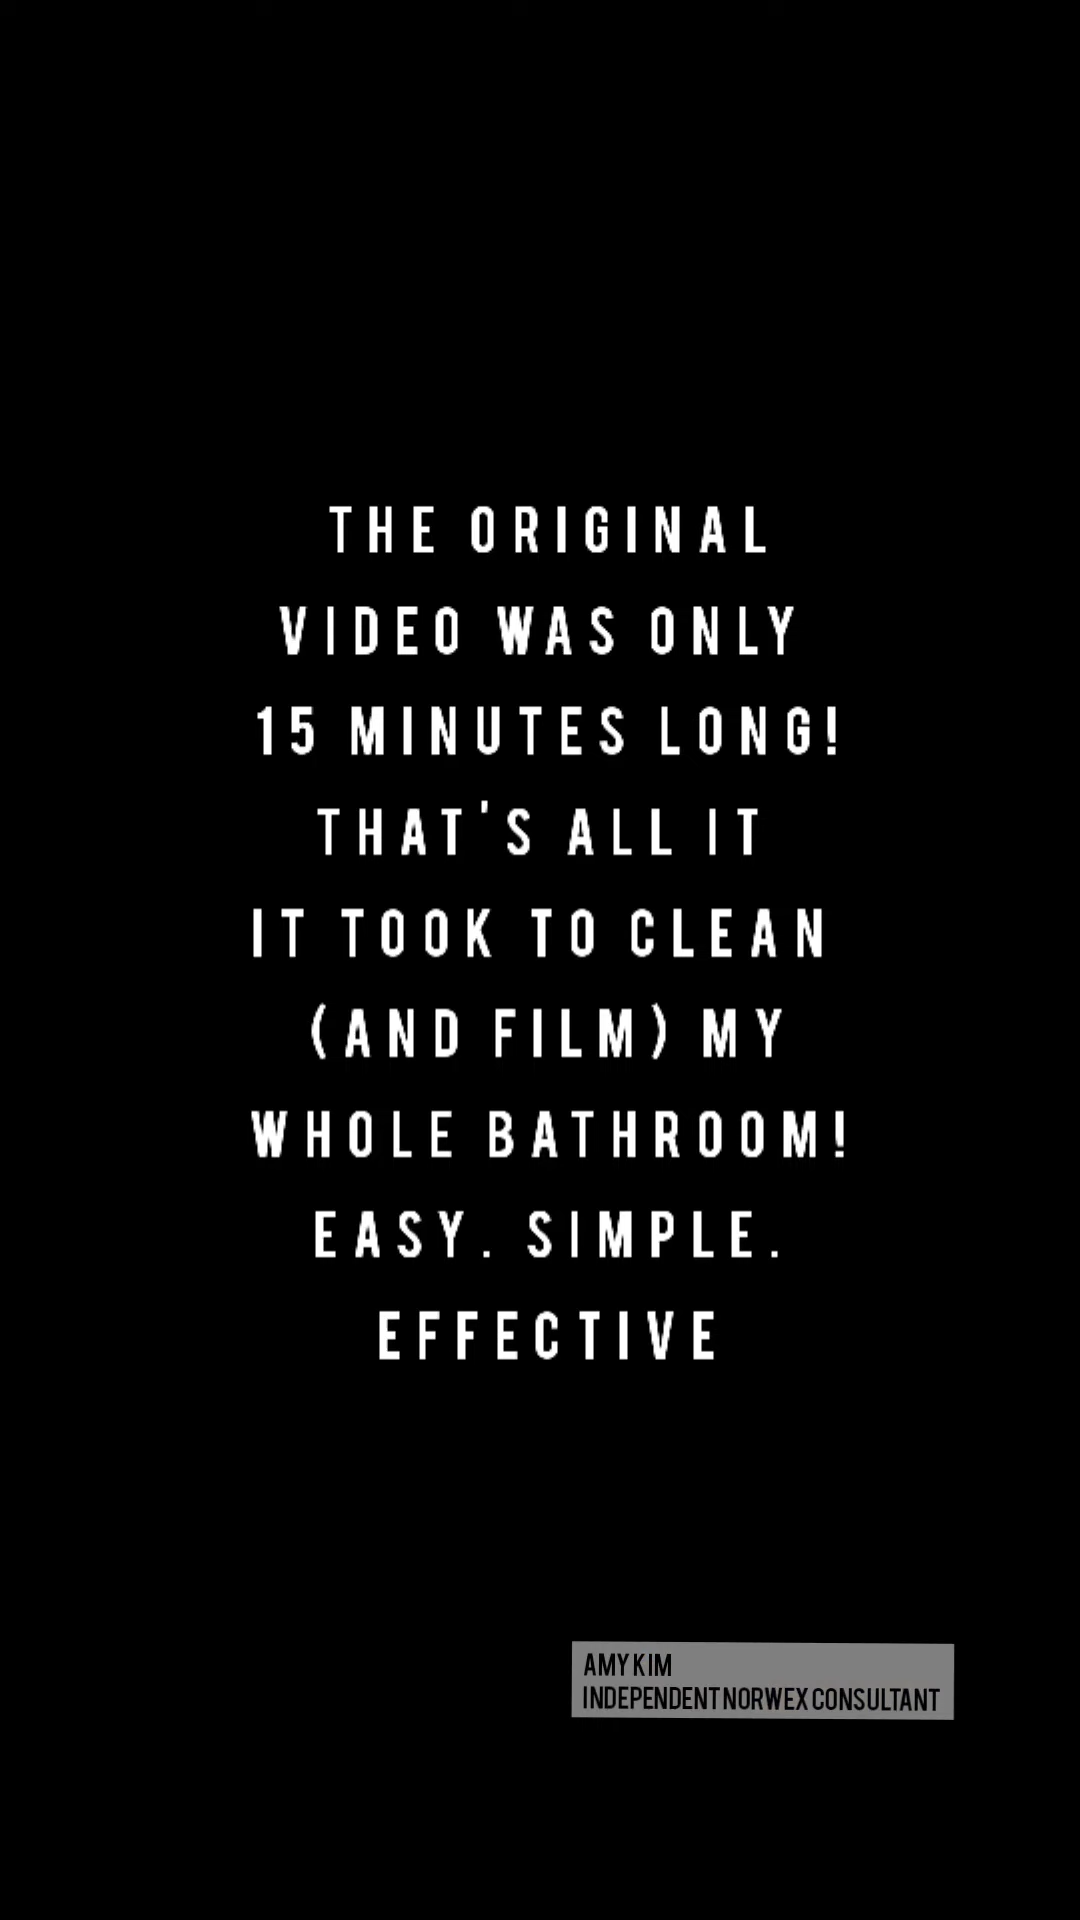 THE ORIGINAL
VIDEO WAS ONLY
15 MINUTES LONG!
THAT'S ALL IT
IT TOOK TO CLEAN
(AND FILM) MY
WHOLE BATHROOM!
EASY. SIMPLE.
EFFECTIVE
AMY KIM
INDEPENDENT NORWEX CONSULTANT